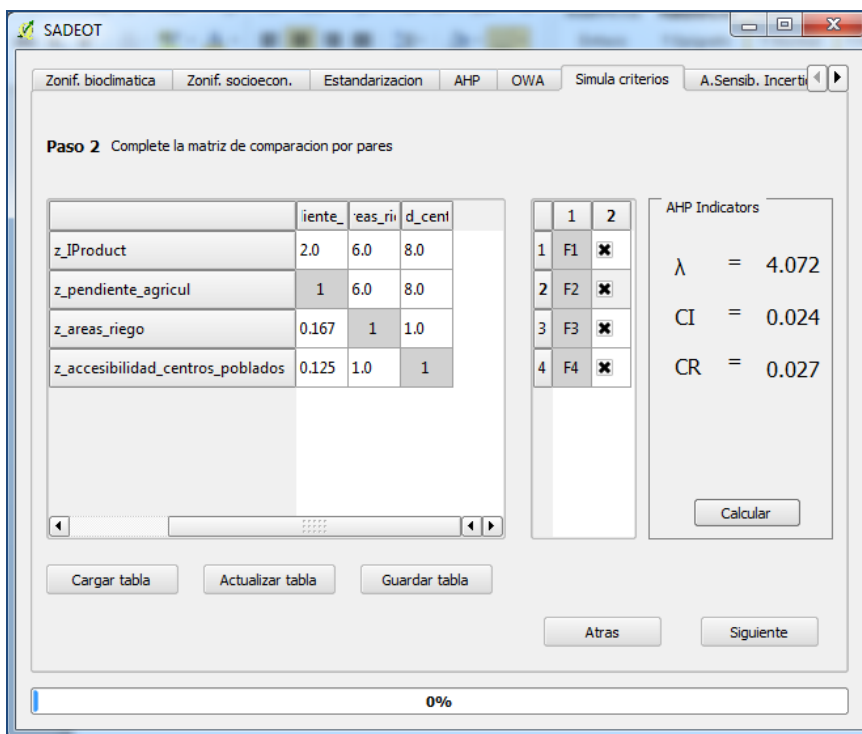 SADEOT
Zonif. bioclimatica Zonif. socioecon. Estandarizacion AHP OWA Simula criterios A.Sensib. Incerti
Paso 2 Complete la matriz de comparacion por pares
iente_ eas_ri d_cent
z_IProduct 2.0 6.0 8.0
z_pendiente_agricul 1 6.0 8.0
z_areas_riego 0.167 1 1.0
z_accesibilidad_centros_poblados 0.125 1.0 1
1 2
1 F1
2 F2
3 F3
4 F4
AHP Indicators
λ = 4.072
CI = 0.024
CR = 0.027
Calcular
Cargar tabla Actualizar tabla Guardar tabla
Atras Siguiente
0%